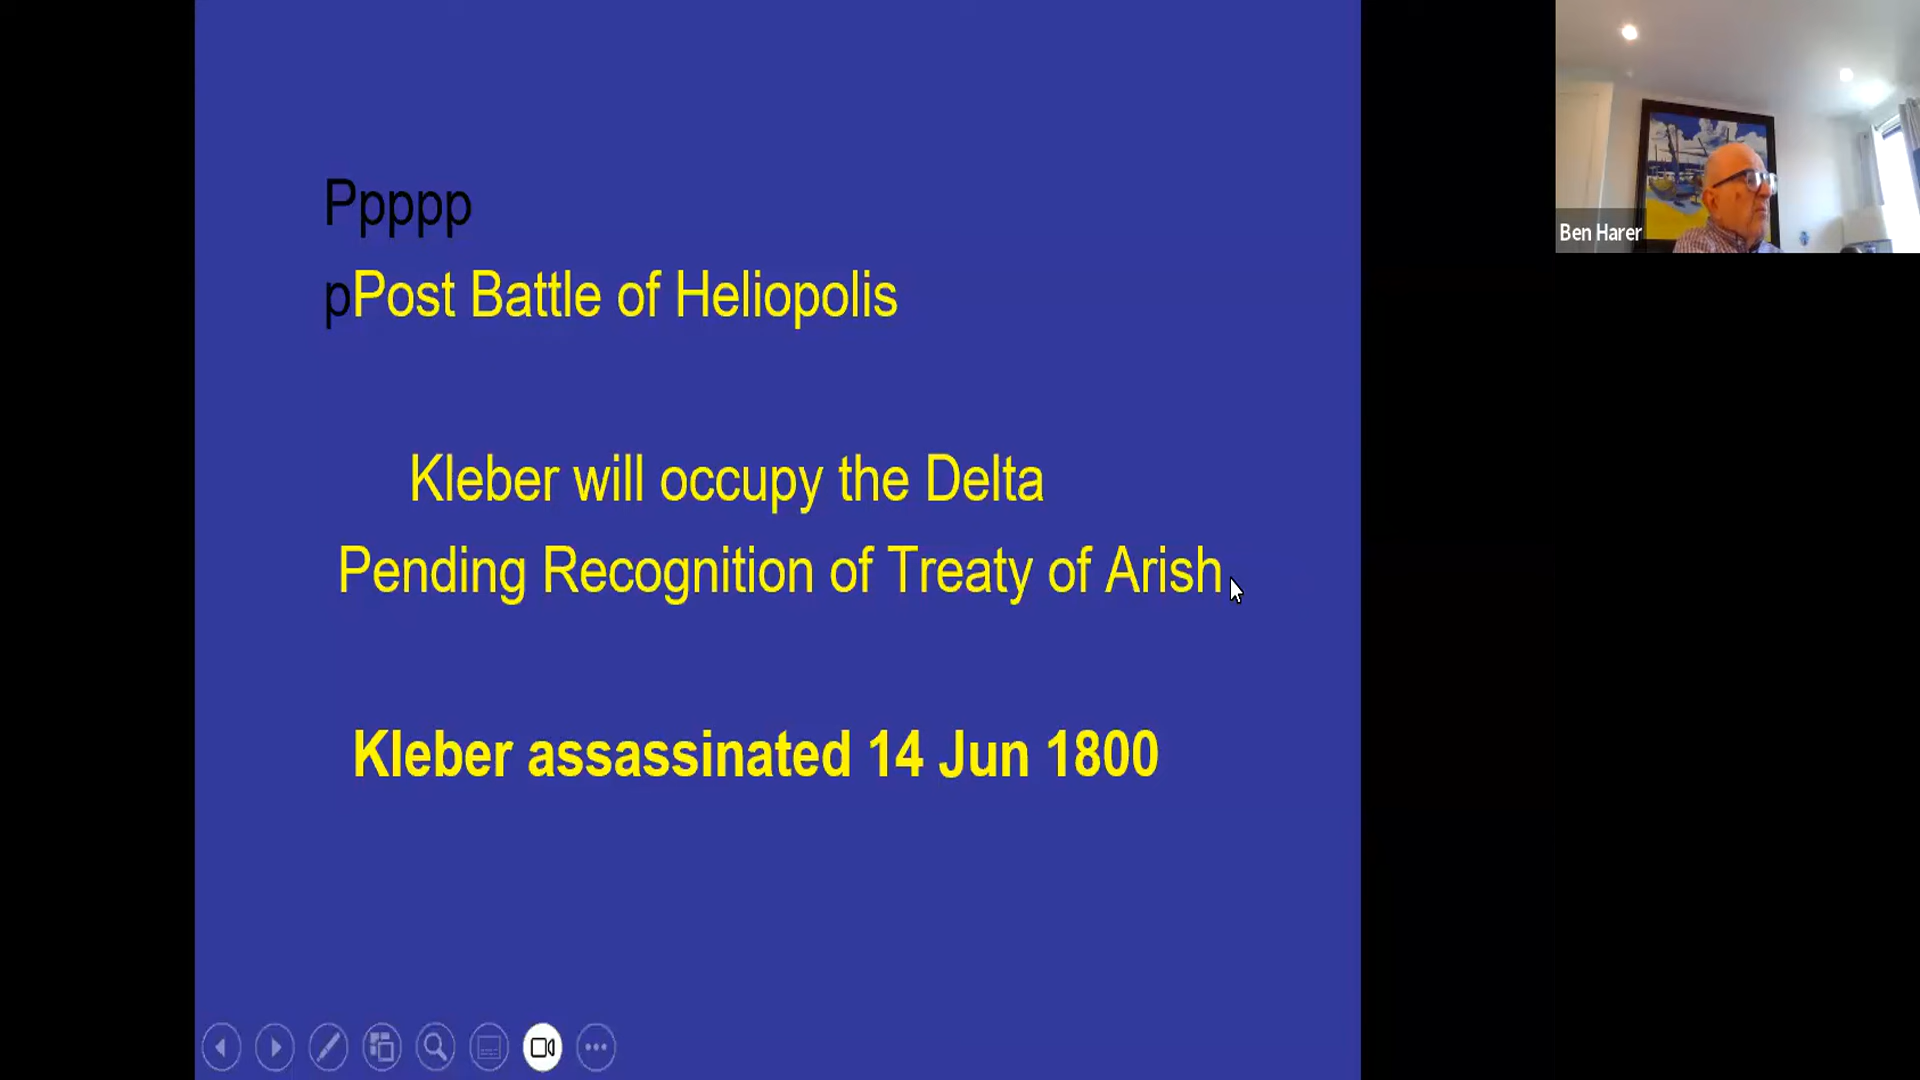 Ppppp
pPost Battle of Heliopolis
Kleber will occupy the Delta
Pending Recognition of Treaty of Arish
Kleber assassinated 14 Jun 1800
Ben Harer